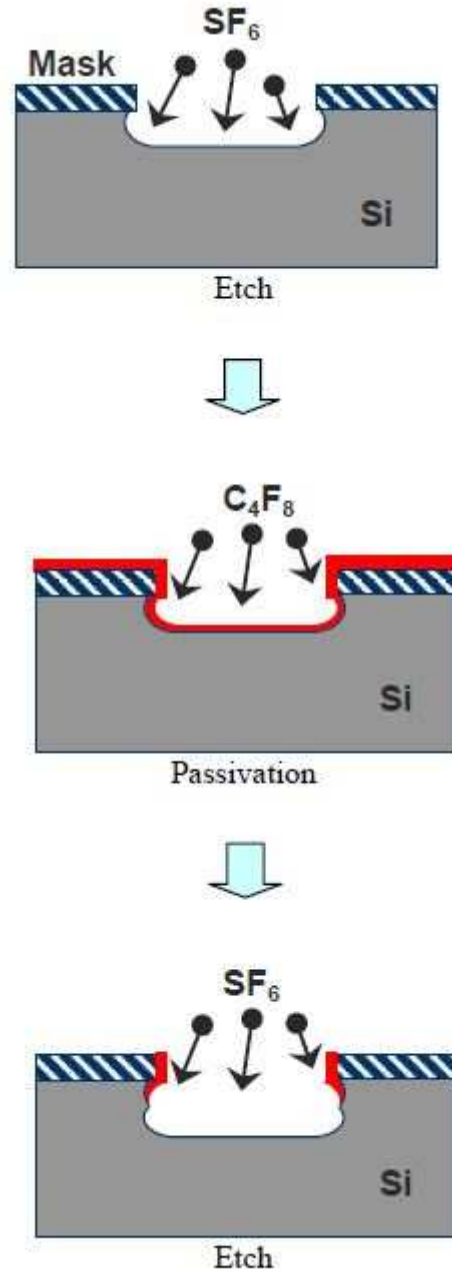 SF₆
Mask
Si
Etch
C₄F₈
Si
Passivation
SF₆
Si
Etch